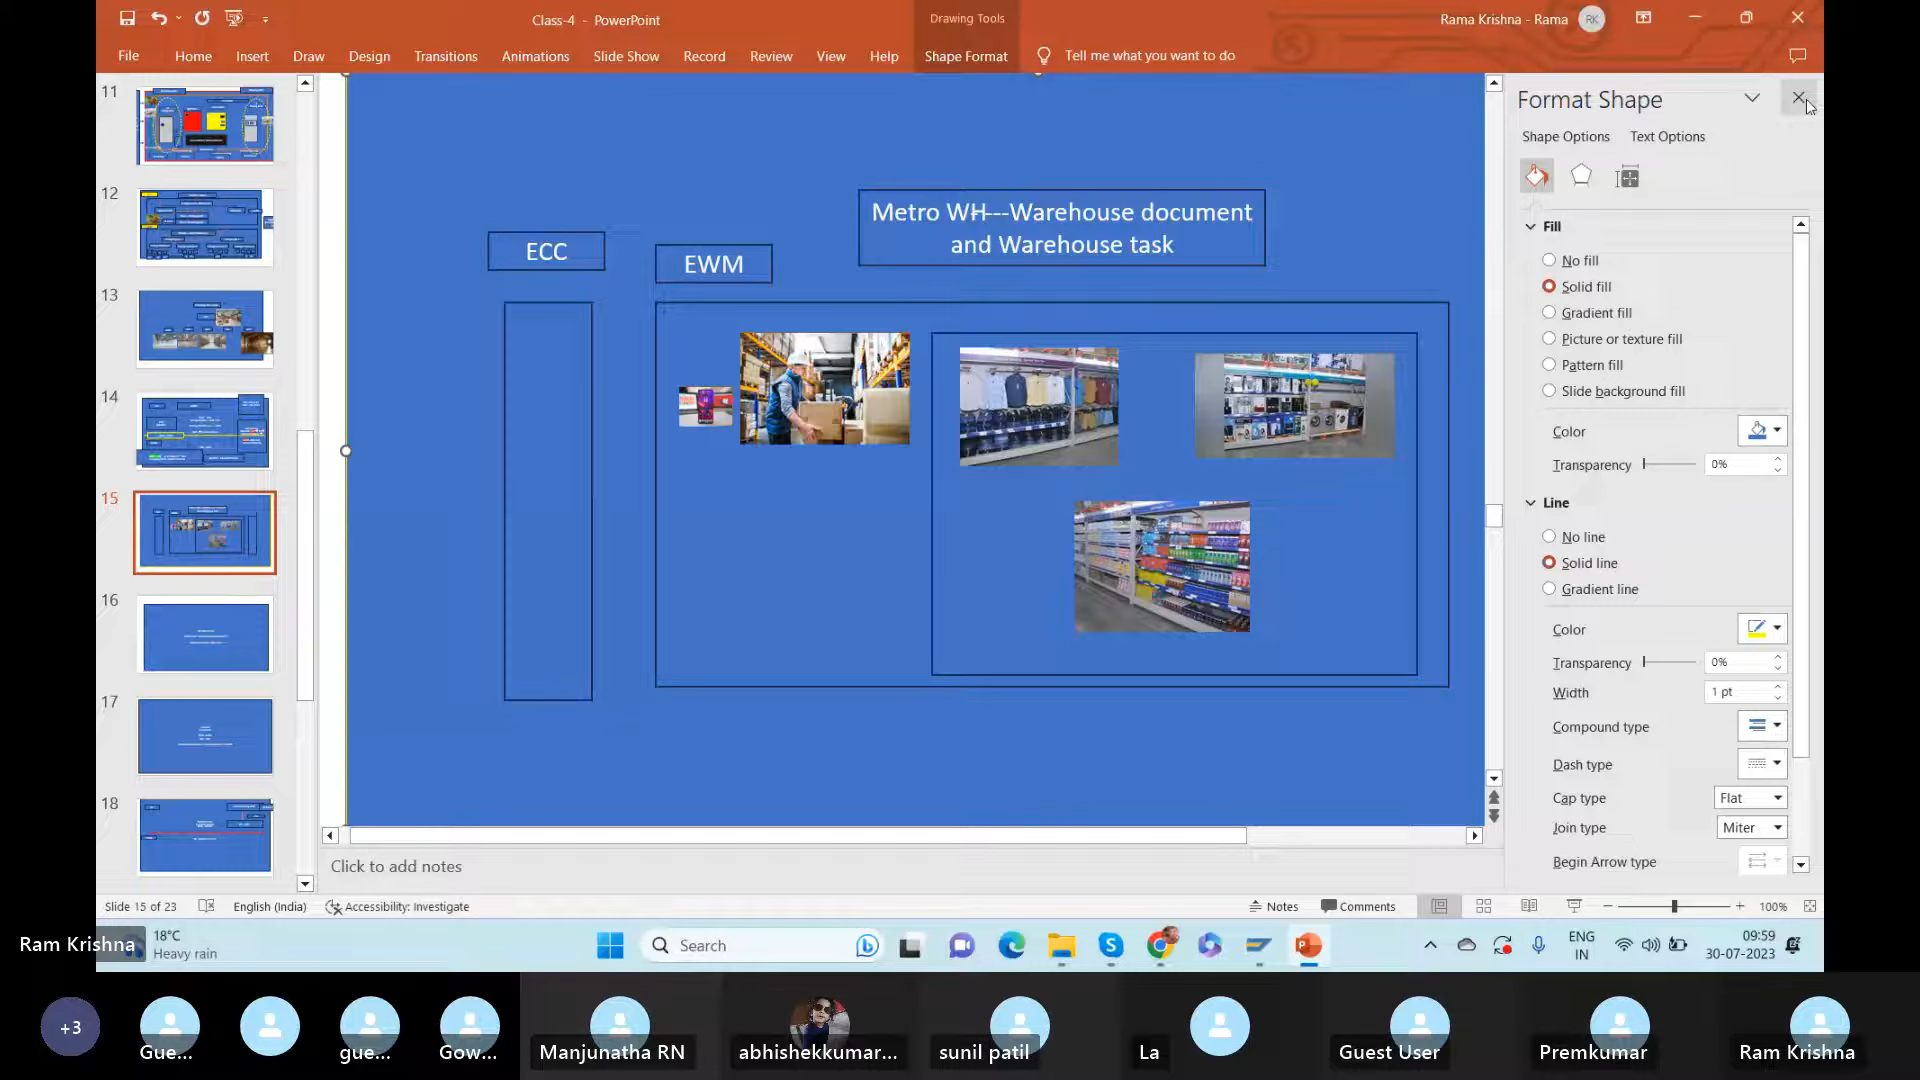 Class-4 - PowerPoint
Drawing Tools
Rama Krishna - Rama
RK
File
Home
Insert
Draw
Design
Transitions
Animations
Slide Show
Record
Review
View
Help
Shape Format
Tell me what you want to do
11
12
13
14
15
16
17
18
Metro WH---Warehouse document
and Warehouse task
ECC
EWM
Format Shape
Shape Options
Text Options
Fill
No fill
Solid fill
Gradient fill
Picture or texture fill
Pattern fill
Slide background fill
Color
Transparency
0%
Line
No line
Solid line
Gradient line
Color
Transparency
0%
Width
1 pt
Compound type
Dash type
Cap type
Flat
Join type
Miter
Begin Arrow type
Click to add notes
Slide 15 of 23
English (India)
Accessibility: Investigate
Notes
Comments
100%
Ram Krishna
18°C
Heavy rain
Search
ENG
IN
09:59
30-07-2023
+3
Gue...
gue...
Gow...
Manjunatha RN
abhishekkumar...
sunil patil
La
Guest User
Premkumar
Ram Krishna